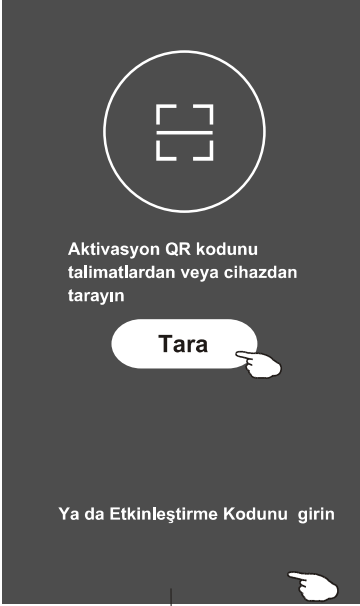 Aktivasyon QR kodunu
talimatlardan veya cihazdan
tarayın
Tara
Ya da Etkinleştirme Kodunu girin